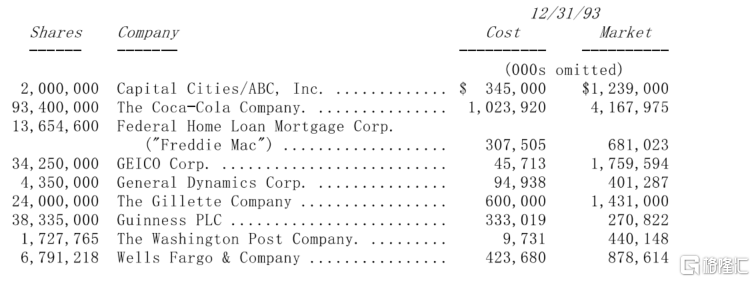 12/31/93
Shares Company Cost Market
(000s omitted)
2,000,000 Capital Cities/ABC, Inc. ............. $ 345,000 $1,239,000
93,400,000 The Coca-Cola Company. ............... 1,023,920 4,167,975
13,654,600 Federal Home Loan Mortgage Corp.
("Freddie Mac") ................... 307,505 681,023
34,250,000 GEICO Corp. .......................... 45,713 1,759,594
4,350,000 General Dynamics Corp. ............... 94,938 401,287
24,000,000 The Gillette Company ................. 600,000 1,431,000
38,335,000 Guinness PLC ......................... 333,019 270,822
1,727,765 The Washington Post Company. ......... 9,731 440,148
6,791,218 Wells Fargo & Company ................ 423,680 878,614
格隆汇